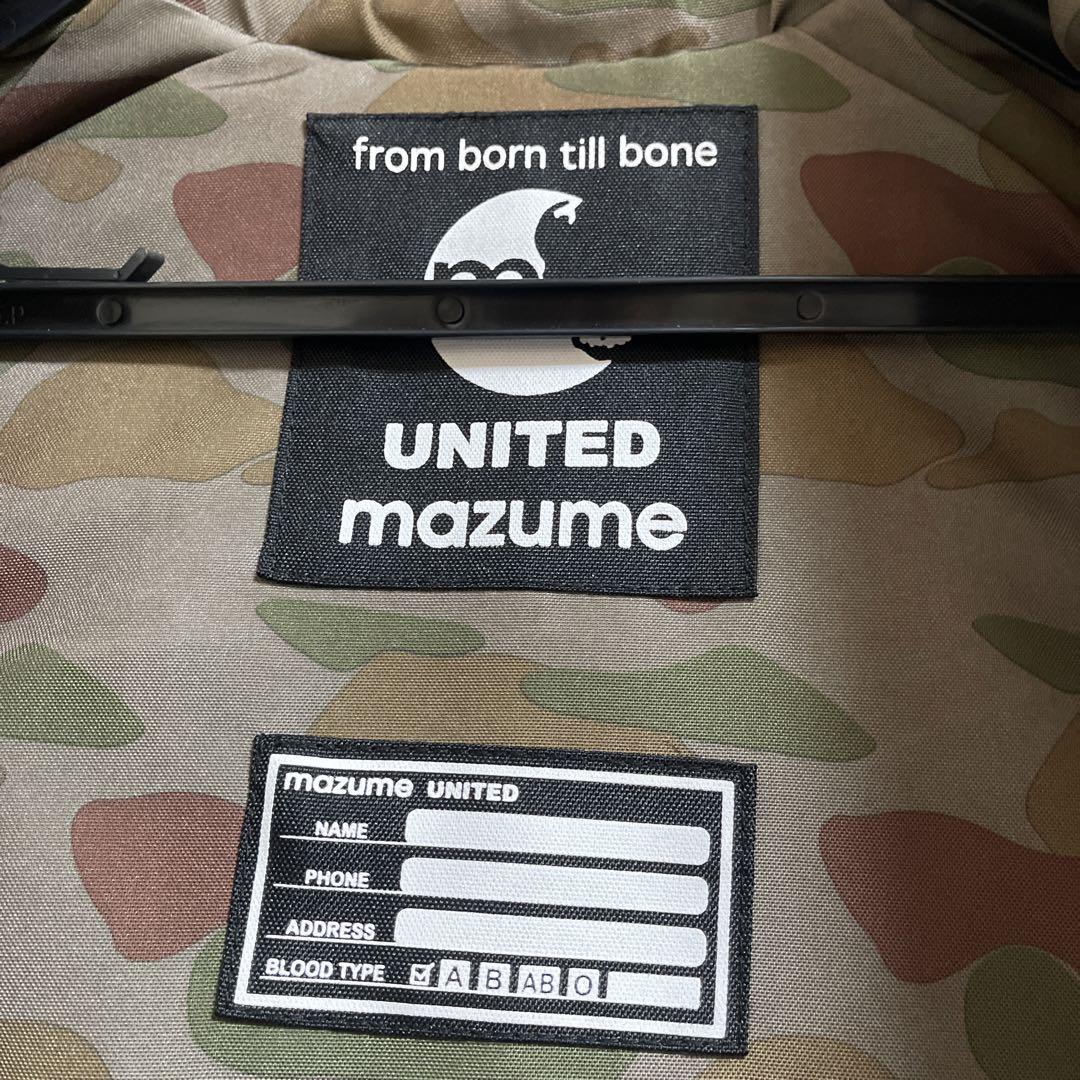 from born till bone
UNITED
mazume
mazume UNITED
NAME
PHONE
ADDRESS
BLOOD TYPE ☑ A B AB O